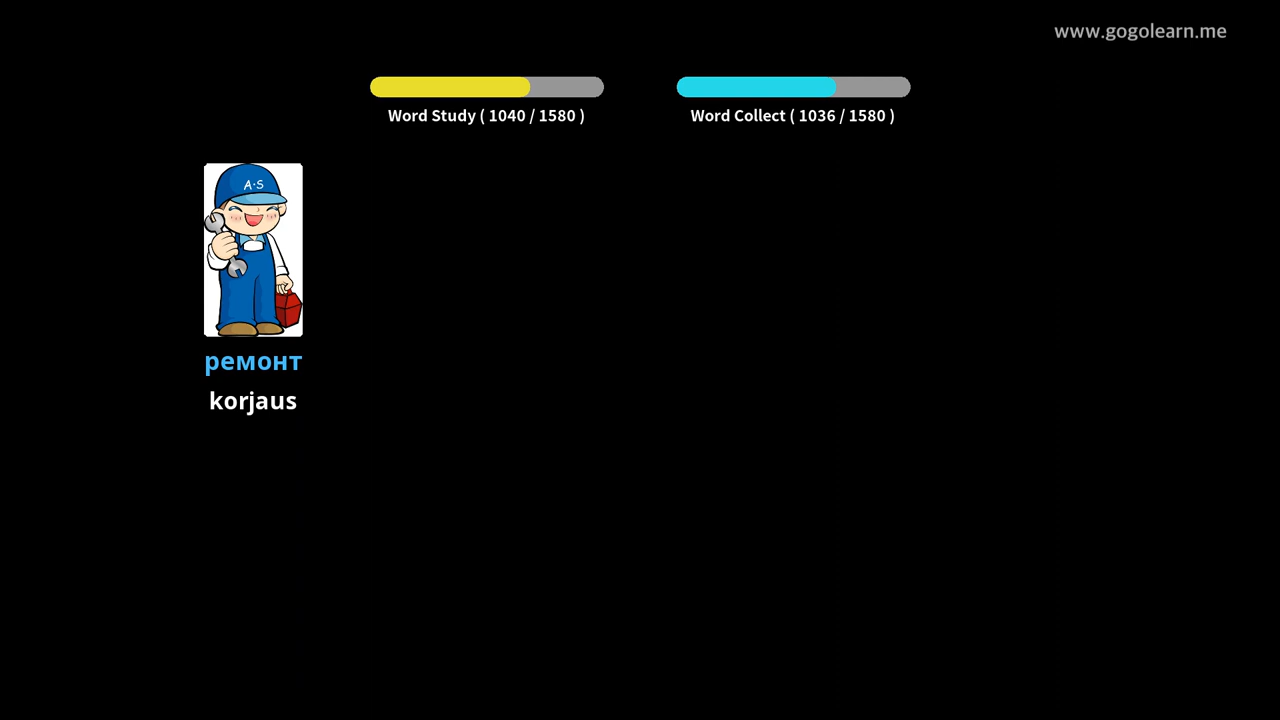 www.gogolearn.me
Word Study ( 1040 / 1580 )
Word Collect ( 1036 / 1580 )
A·S
ремонт
korjaus